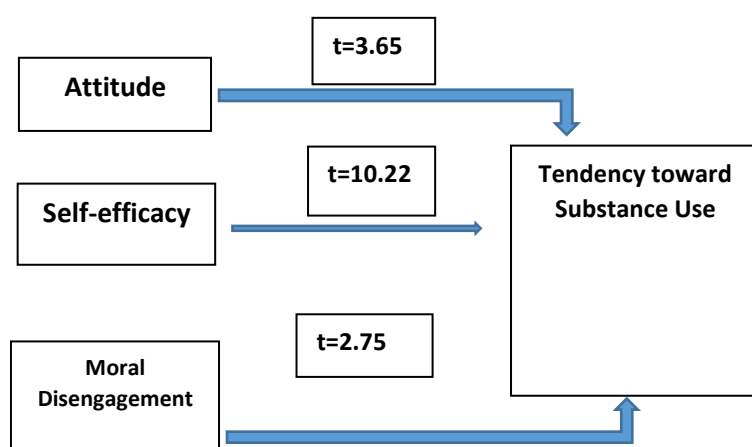 t=3.65
Attitude
t=10.22
Self-efficacy
Tendency toward
Substance Use
t=2.75
Moral
Disengagement